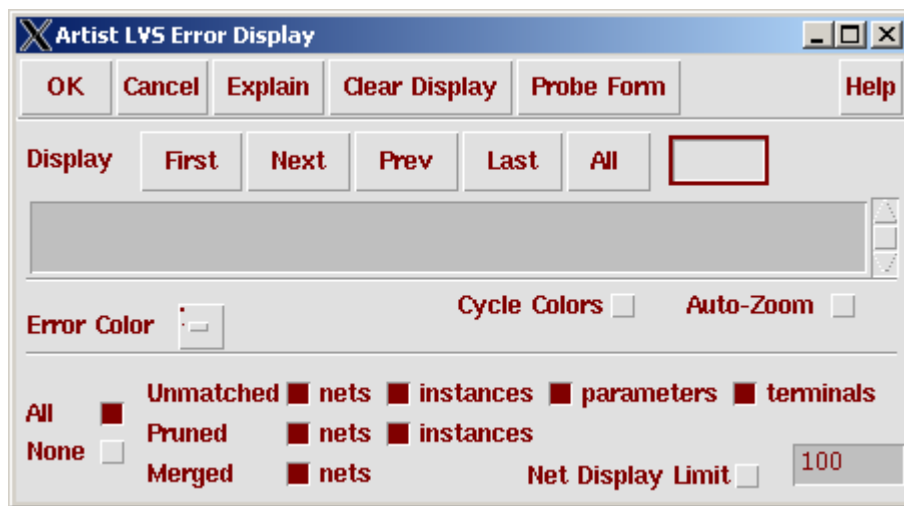 Artist LVS Error Display
OK Cancel Explain Clear Display Probe Form Help
Display First Next Prev Last All
Cycle Colors Auto-Zoom
Error Color
Unmatched nets instances parameters terminals
All
Pruned nets instances
None
Merged nets Net Display Limit 100